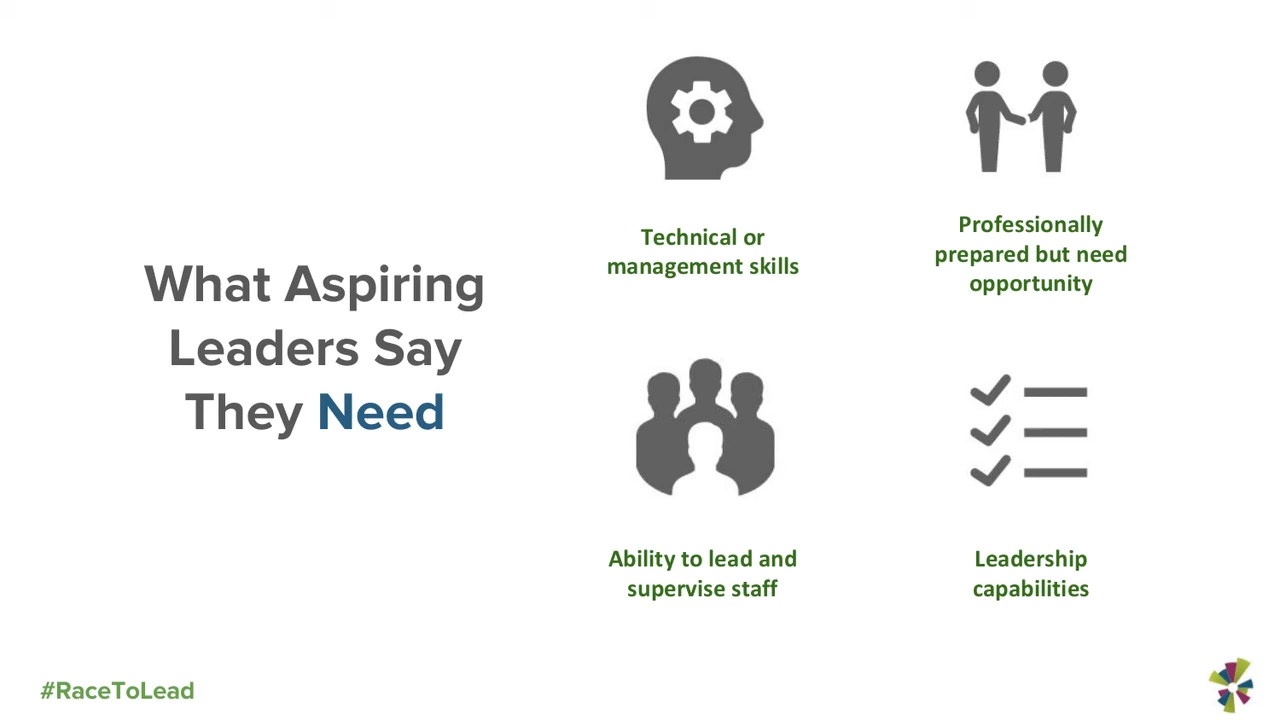 What Aspiring
Leaders Say
They Need
Technical or
management skills
Professionally
prepared but need
opportunity
Ability to lead and
supervise staff
Leadership
capabilities
#RaceToLead